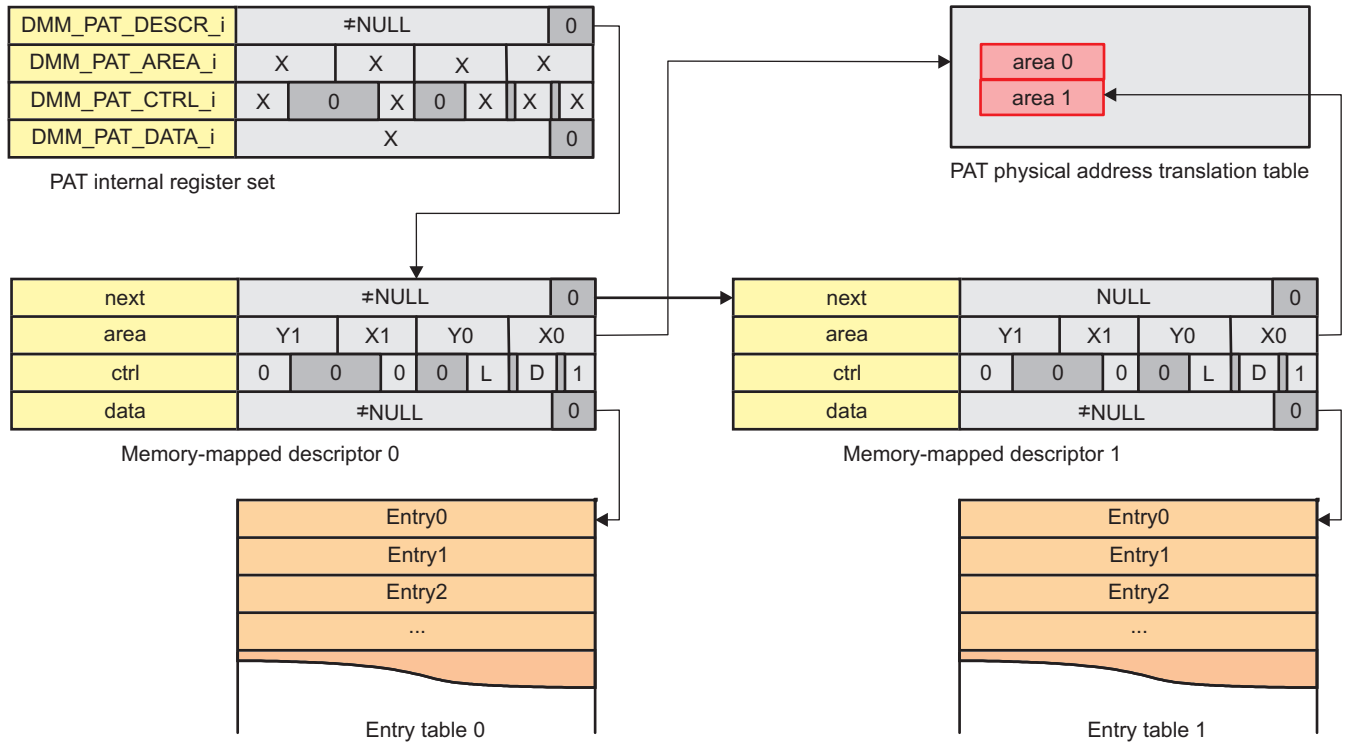 DMM_PAT_DESCR_i ≠NULL 0
DMM_PAT_AREA_i X X X X
DMM_PAT_CTRL_i X 0 X 0 X X X
DMM_PAT_DATA_i X 0
PAT internal register set
area 0
area 1
PAT physical address translation table
next ≠NULL 0
area Y1 X1 Y0 X0
ctrl 0 0 0 0 L D 1
data ≠NULL 0
Memory-mapped descriptor 0
next NULL 0
area Y1 X1 Y0 X0
ctrl 0 0 0 0 L D 1
data ≠NULL 0
Memory-mapped descriptor 1
Entry0
Entry1
Entry2
...
Entry table 0
Entry0
Entry1
Entry2
...
Entry table 1